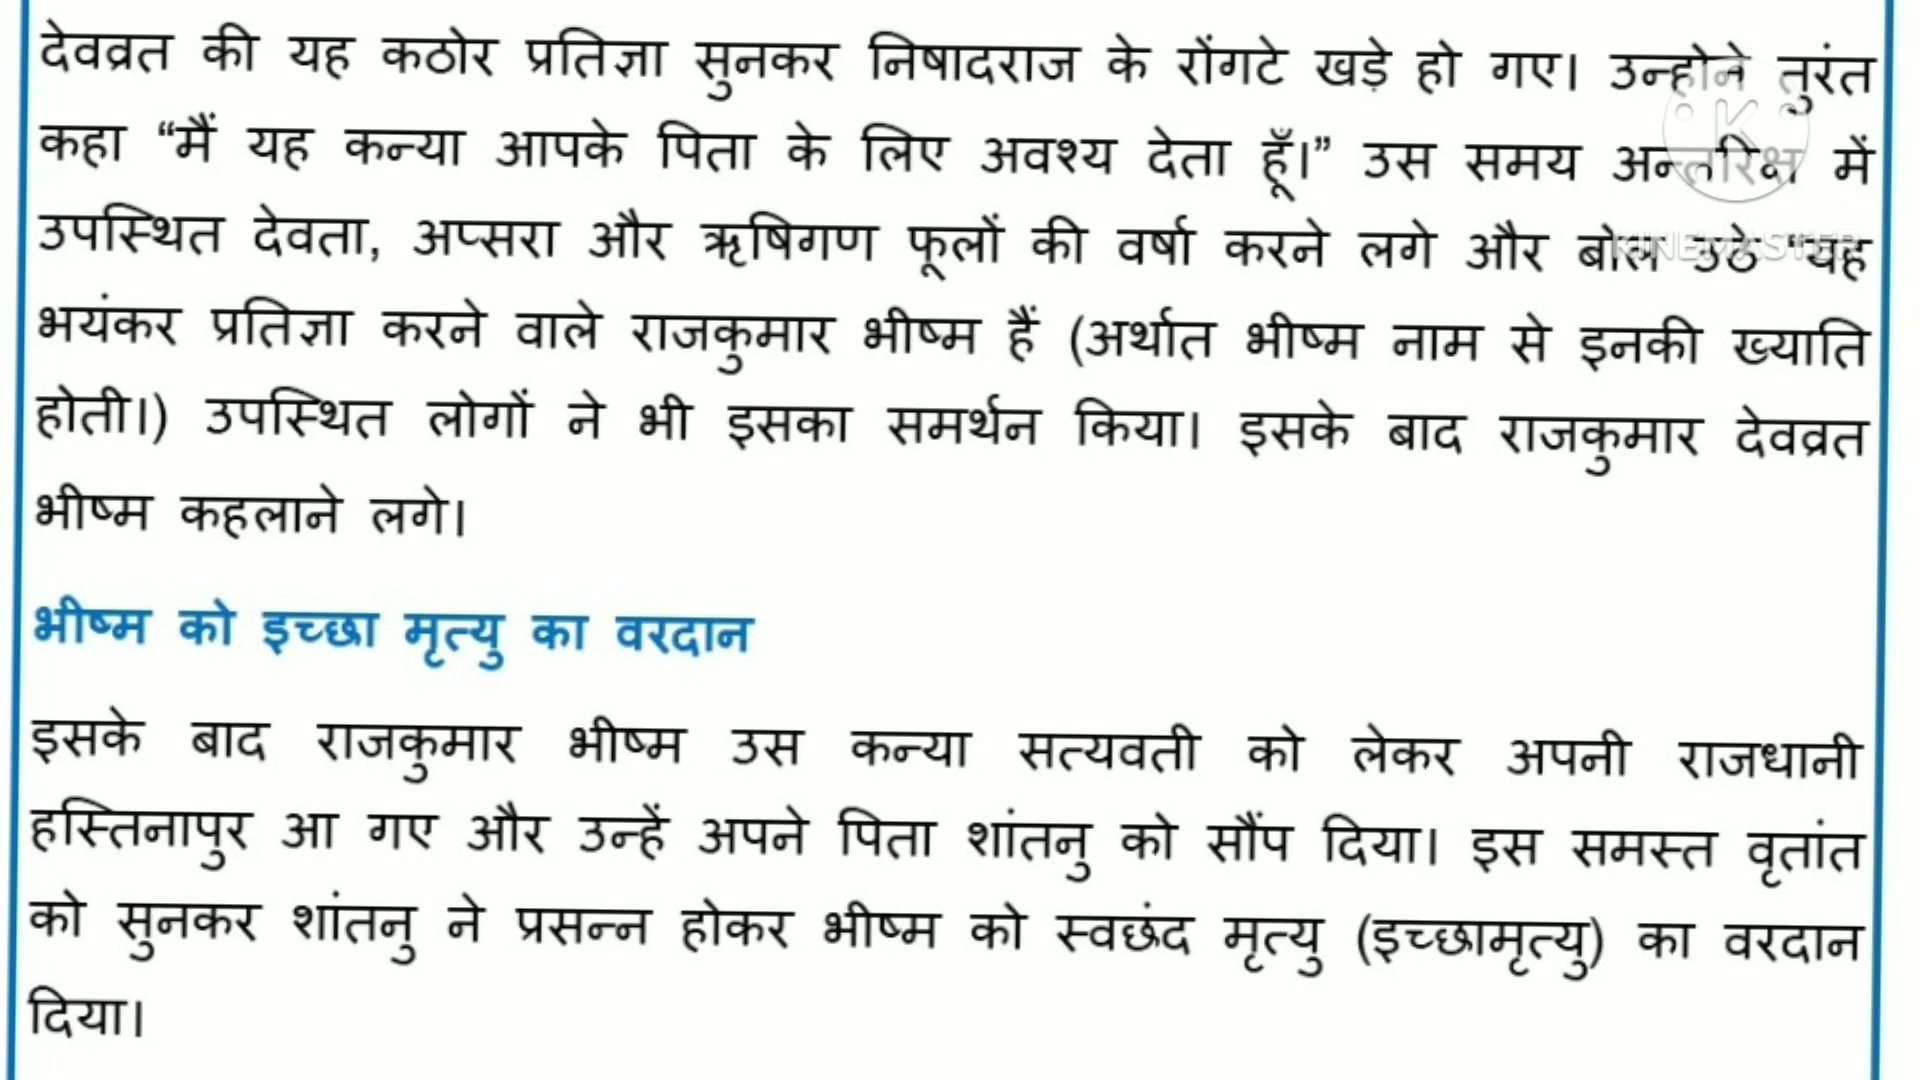 देवव्रत की यह कठोर प्रतिज्ञा सुनकर निषादराज के रोंगटे खड़े हो गए। उन्होने तुरंत
कहा “मैं यह कन्या आपके पिता के लिए अवश्य देता हूँ।” उस समय अन्तरिक्ष में
उपस्थित देवता, अप्सरा और ऋषिगण फूलों की वर्षा करने लगे और बोल उठे “यह
भयंकर प्रतिज्ञा करने वाले राजकुमार भीष्म हैं (अर्थात भीष्म नाम से इनकी ख्याति
होती।) उपस्थित लोगों ने भी इसका समर्थन किया। इसके बाद राजकुमार देवव्रत
भीष्म कहलाने लगे।
भीष्म को इच्छा मृत्यु का वरदान
इसके बाद राजकुमार भीष्म उस कन्या सत्यवती को लेकर अपनी राजधानी
हस्तिनापुर आ गए और उन्हें अपने पिता शांतनु को सौंप दिया। इस समस्त वृतांत
को सुनकर शांतनु ने प्रसन्न होकर भीष्म को स्वछंद मृत्यु (इच्छामृत्यु) का वरदान
दिया।
K
KINEMASTER